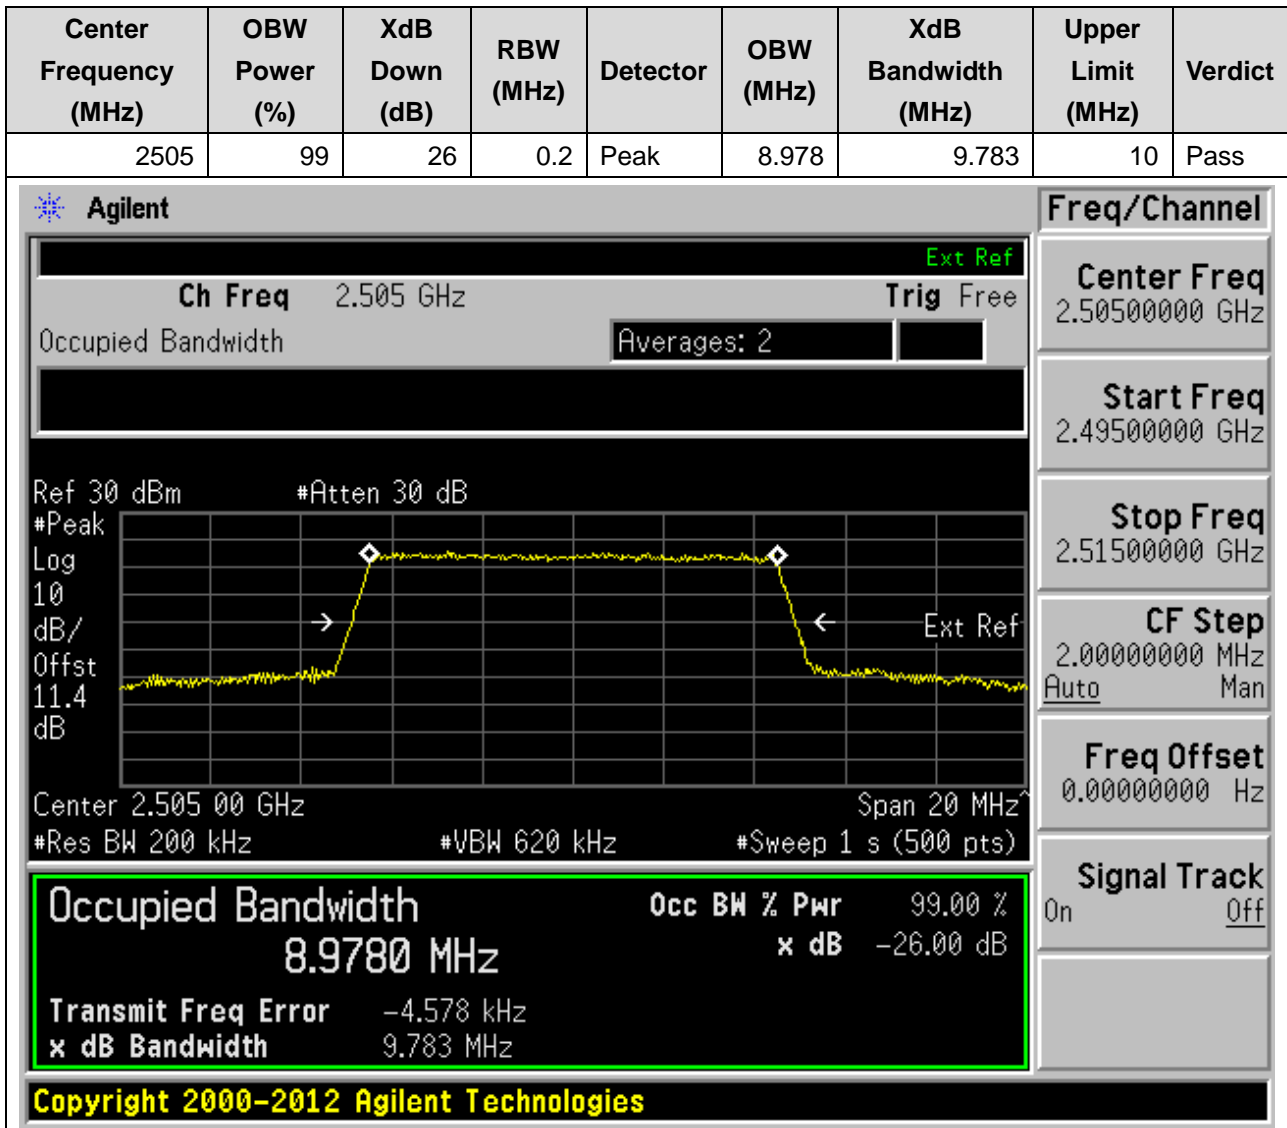 Center Frequency (MHz) OBW Power (%) XdB Down (dB) RBW (MHz) Detector OBW (MHz) XdB Bandwidth (MHz) Upper Limit (MHz) Verdict
2505 99 26 0.2 Peak 8.978 9.783 10 Pass
Agilent
Ext Ref
Ch Freq 2.505 GHz Trig Free
Occupied Bandwidth Averages: 2
Ref 30 dBm #Atten 30 dB
#Peak
Log
10
dB/
Offst
11.4
dB
Ext Ref
Center 2.505 00 GHz Span 20 MHz^
#Res BW 200 kHz #VBW 620 kHz #Sweep 1 s (500 pts)
Occupied Bandwidth Occ BW % Pwr 99.00 %
8.9780 MHz x dB -26.00 dB
Transmit Freq Error -4.578 kHz
x dB Bandwidth 9.783 MHz
Copyright 2000-2012 Agilent Technologies
Freq/Channel
Center Freq
2.50500000 GHz
Start Freq
2.49500000 GHz
Stop Freq
2.51500000 GHz
CF Step
2.00000000 MHz
Auto Man
Freq Offset
0.00000000 Hz
Signal Track
On Off